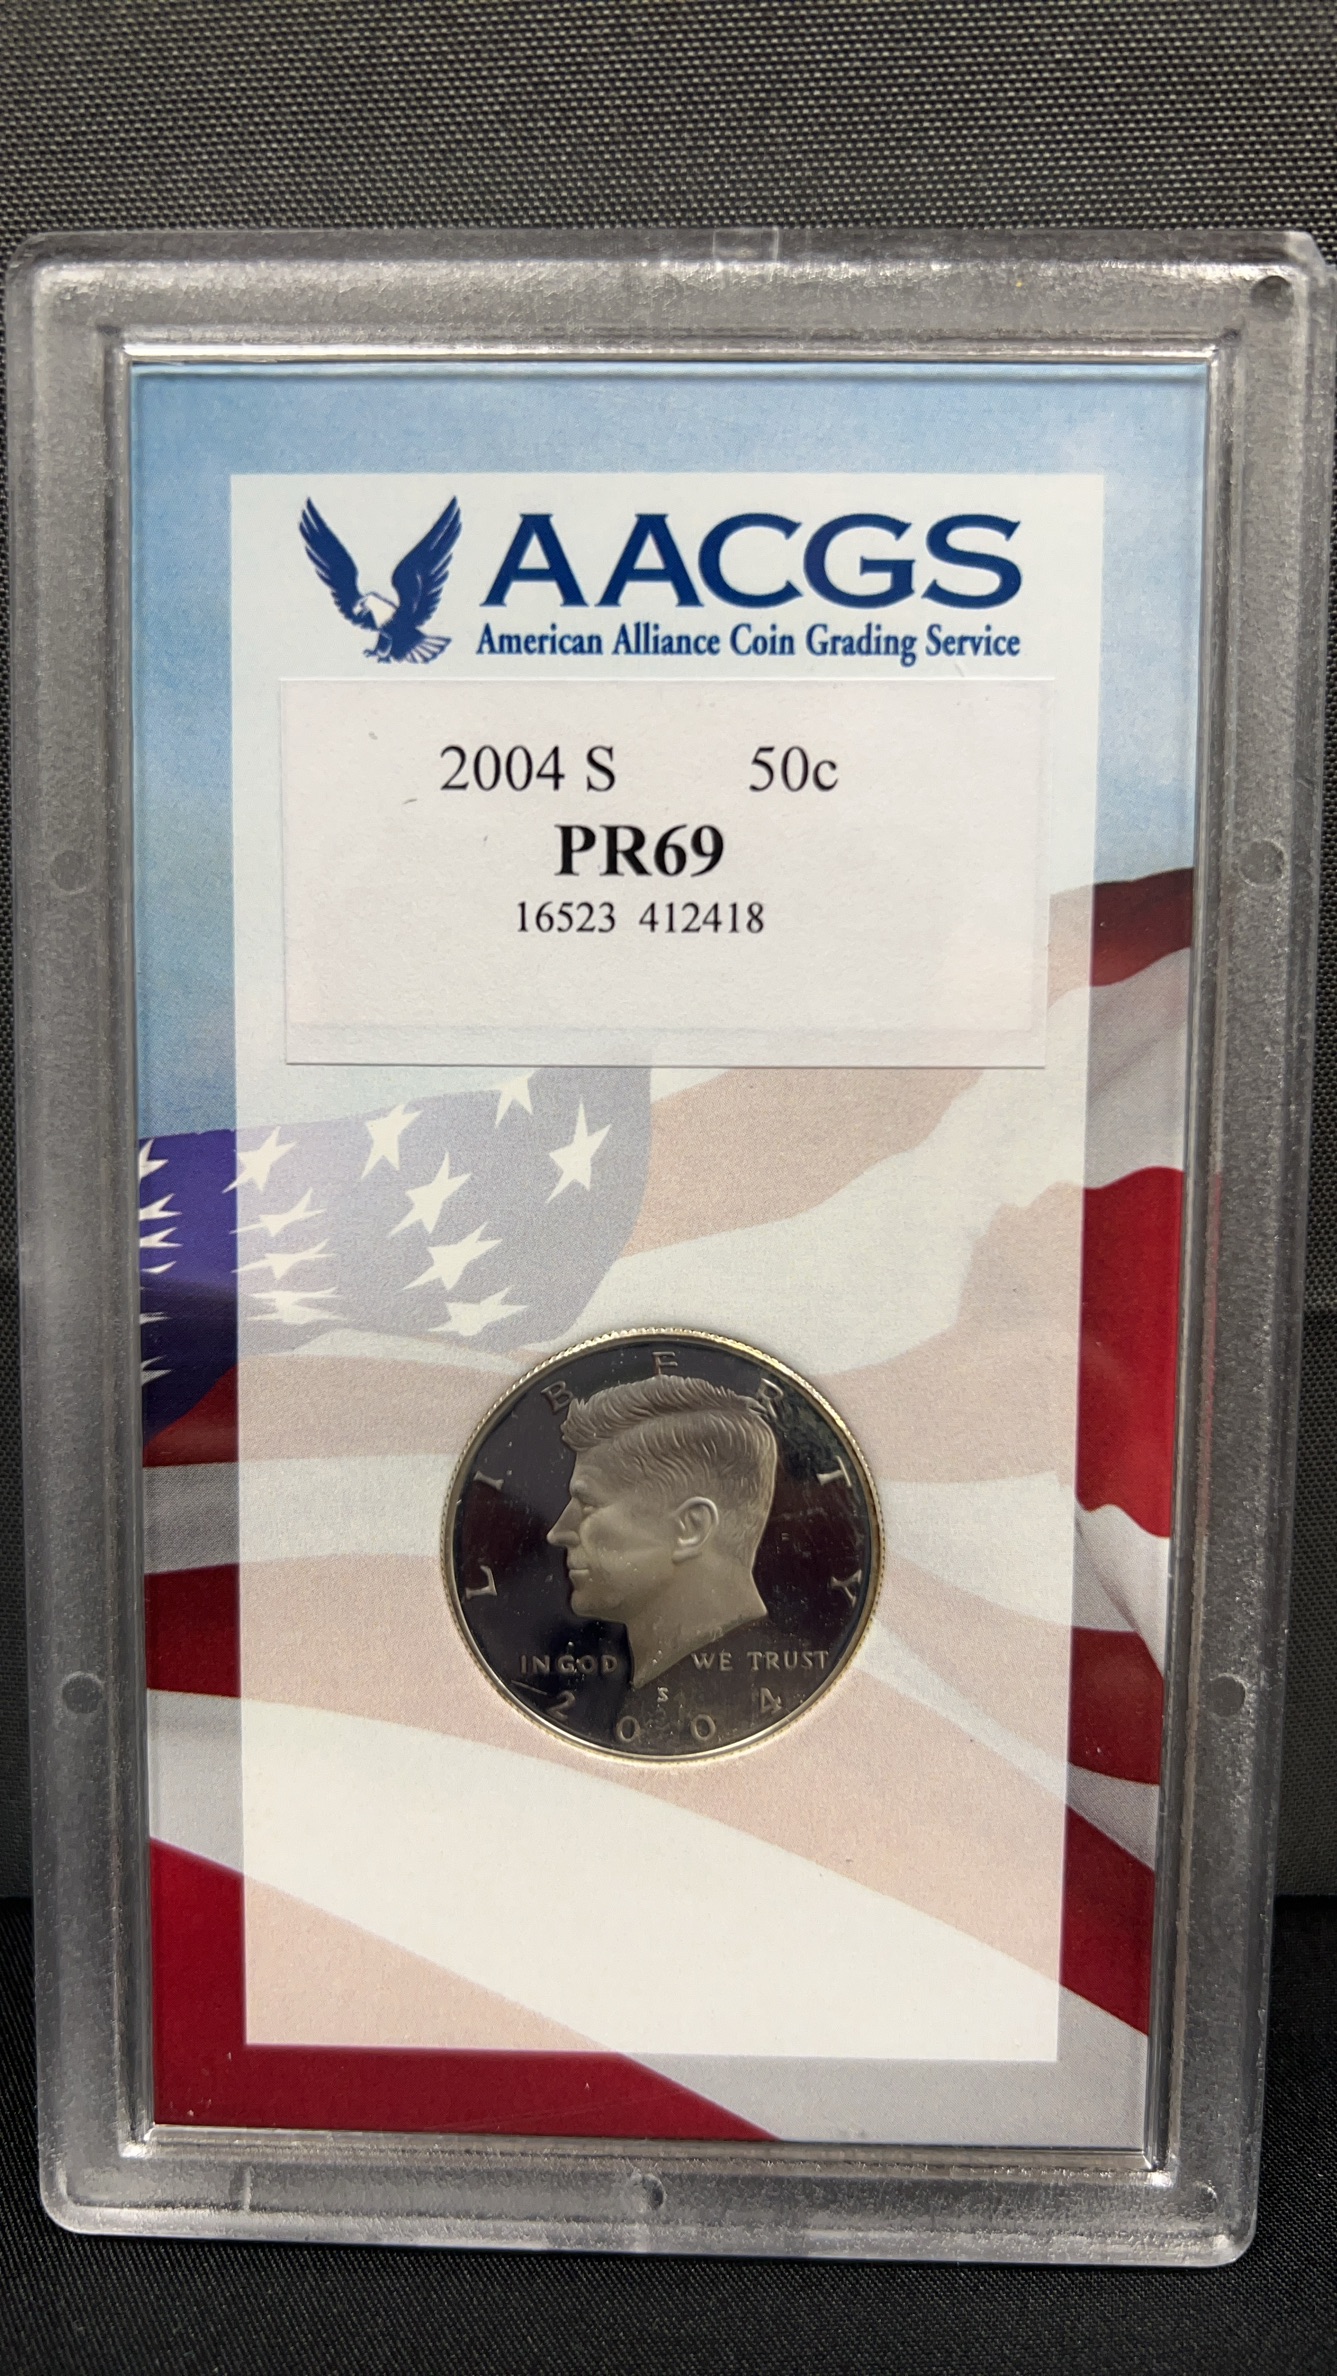 AACGS
American Alliance Coin Grading Service
2004 S 50c
PR69
16523 412418
LIBERTY
IN GOD WE TRUST
S
2004